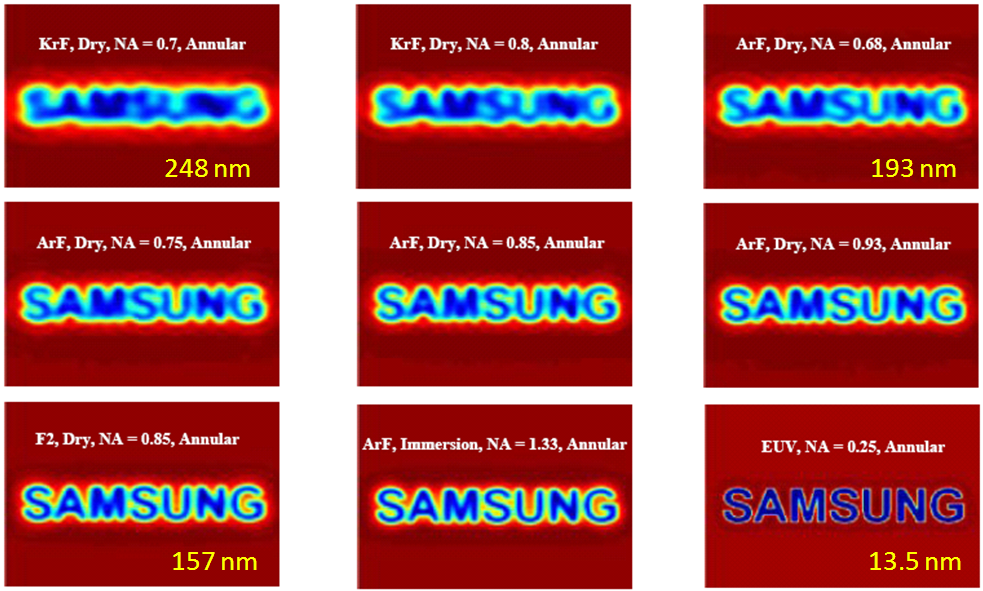 KrF, Dry, NA = 0.7, Annular
SAMSUNG
248 nm
KrF, Dry, NA = 0.8, Annular
SAMSUNG
ArF, Dry, NA = 0.68, Annular
SAMSUNG
193 nm
ArF, Dry, NA = 0.75, Annular
SAMSUNG
ArF, Dry, NA = 0.85, Annular
SAMSUNG
ArF, Dry, NA = 0.93, Annular
SAMSUNG
F2, Dry, NA = 0.85, Annular
SAMSUNG
157 nm
ArF, Immersion, NA = 1.33, Annular
SAMSUNG
EUV, NA = 0.25, Annular
SAMSUNG
13.5 nm